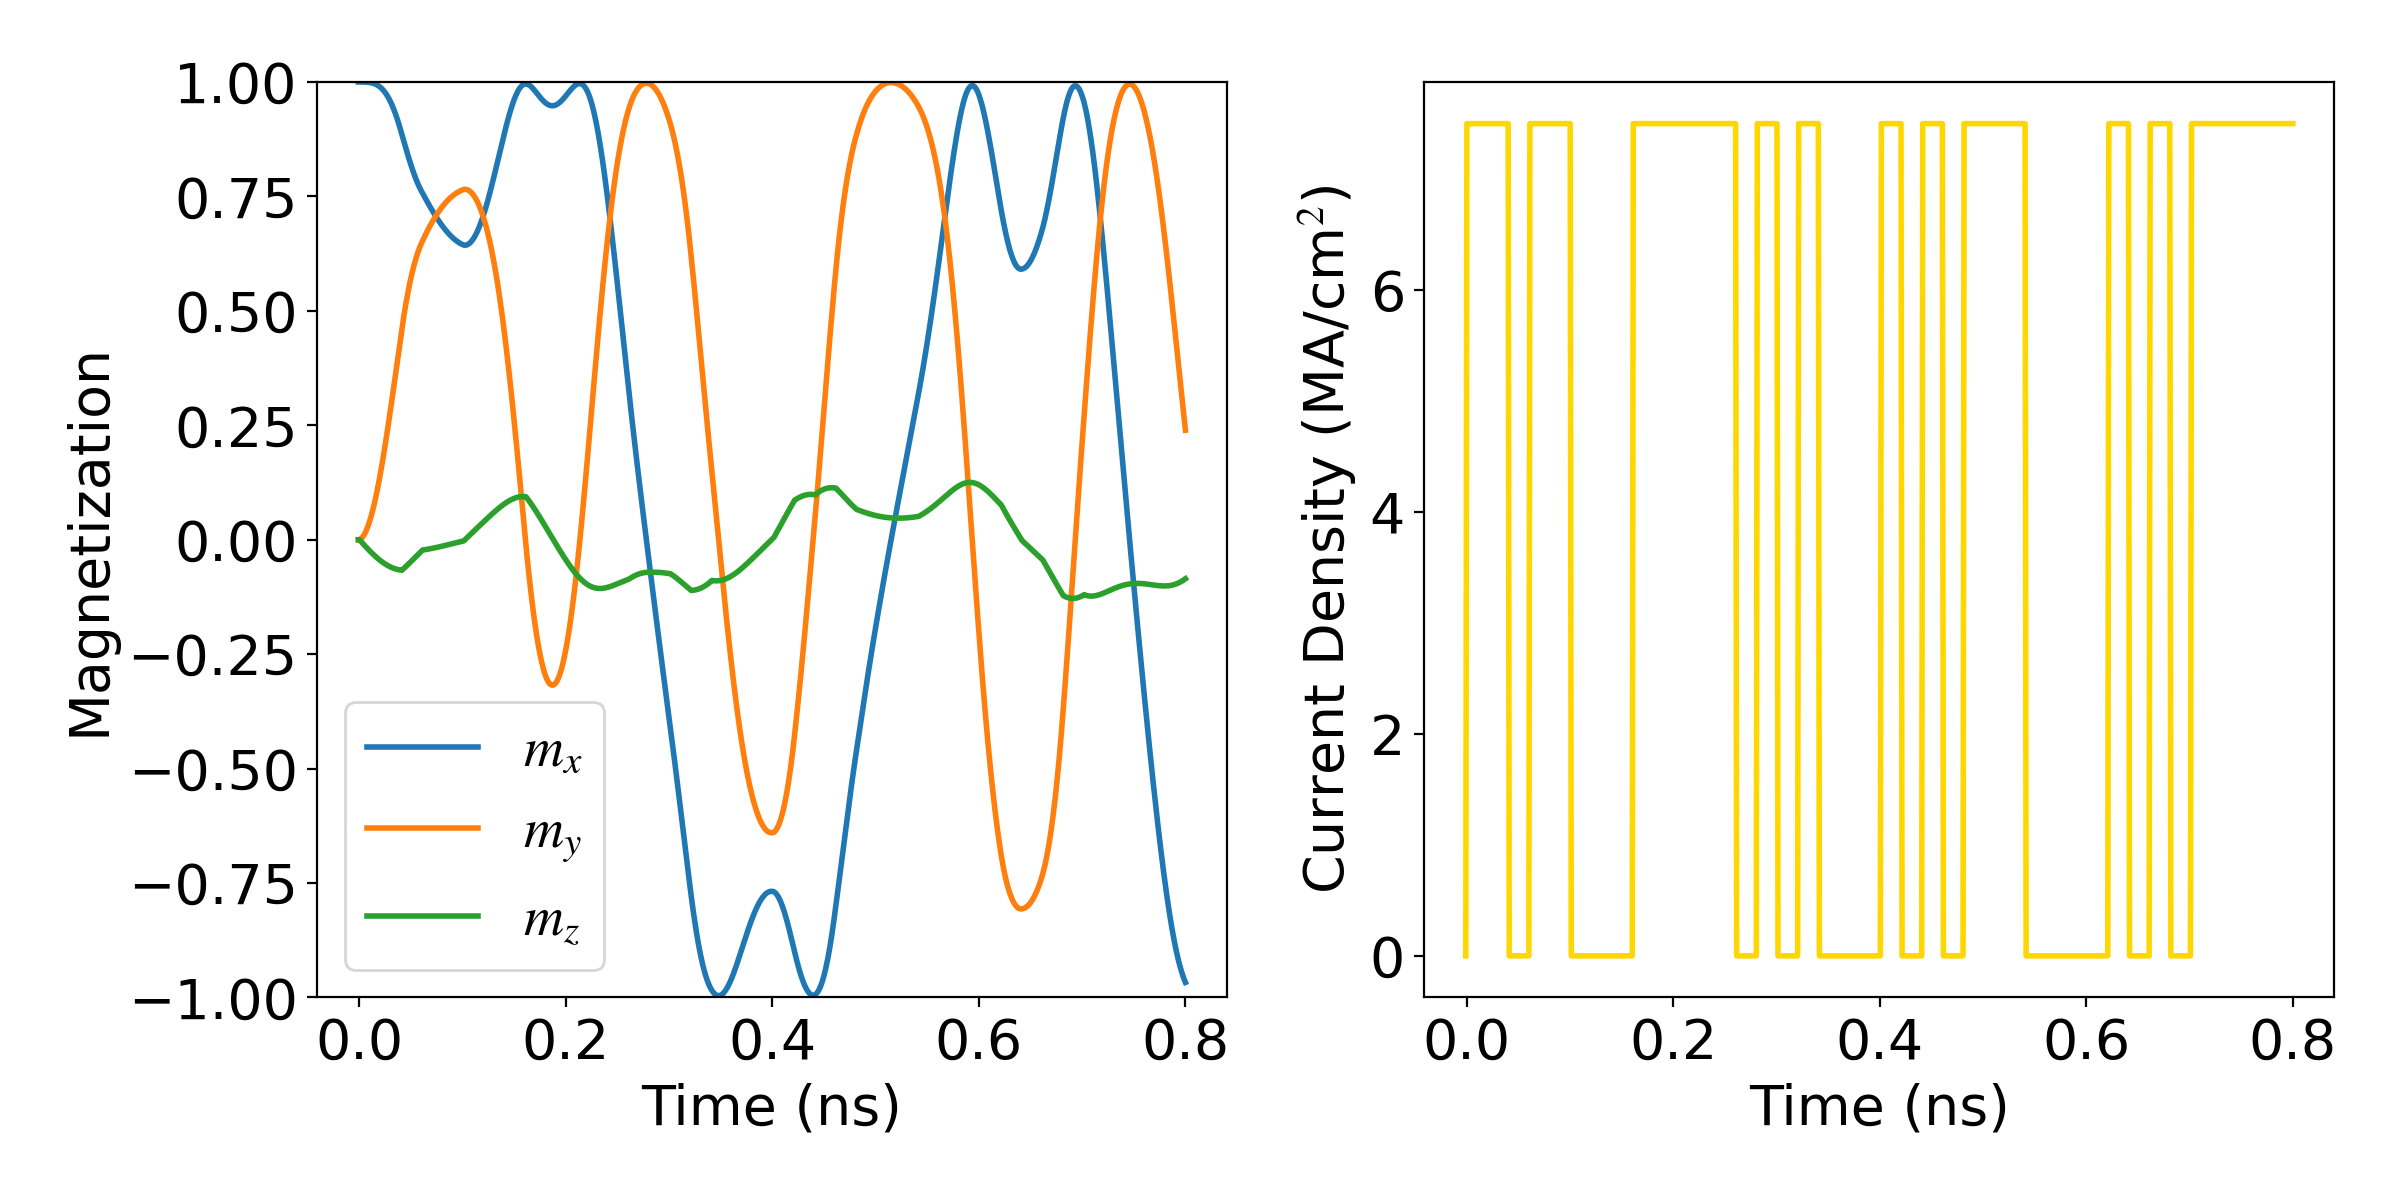 1.00
0.75
0.50
0.25
0.00
−0.25
−0.50
−0.75
−1.00
Magnetization
m_x
m_y
m_z
0.0 0.2 0.4 0.6 0.8
Time (ns)
6
4
2
0
Current Density (MA/cm²)
0.0 0.2 0.4 0.6 0.8
Time (ns)